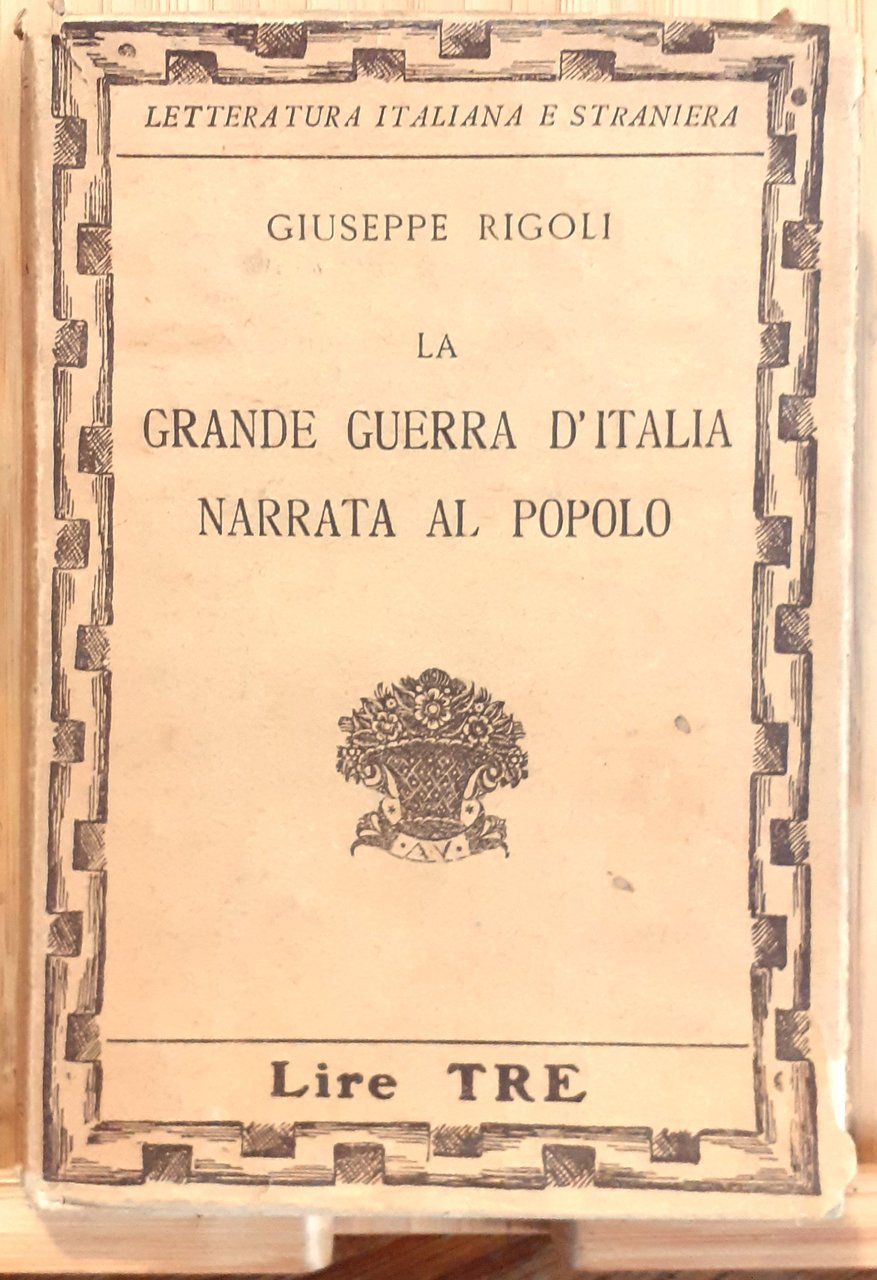 LETTERATURA ITALIANA E STRANIERA
GIUSEPPE RIGOLI
LA
GRANDE GUERRA D'ITALIA
NARRATA AL POPOLO
·A·V·
Lire TRE